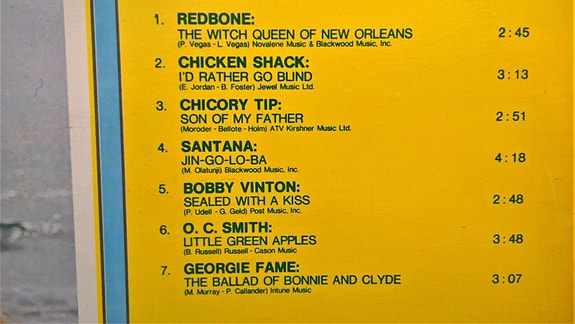 1. REDBONE:
THE WITCH QUEEN OF NEW ORLEANS 2:45
(P. Vegas - L. Vegas) Novalene Music & Blackwood Music, Inc.
2. CHICKEN SHACK:
I'D RATHER GO BLIND 3:13
(E. Jordan - B. Foster) Jewel Music Ltd.
3. CHICORY TIP:
SON OF MY FATHER 2:51
(Moroder - Bellote - Holm) ATV Kirshner Music Ltd.
4. SANTANA:
JIN-GO-LO-BA 4:18
(M. Olatunji) Blackwood Music, Inc.
5. BOBBY VINTON:
SEALED WITH A KISS 2:48
(P. Udell - G. Geld) Post Music, Inc.
6. O. C. SMITH:
LITTLE GREEN APPLES 3:48
(B. Russell) Russell - Cason Music
7. GEORGIE FAME:
THE BALLAD OF BONNIE AND CLYDE 3:07
(M. Murray - P. Callander) Intune Music